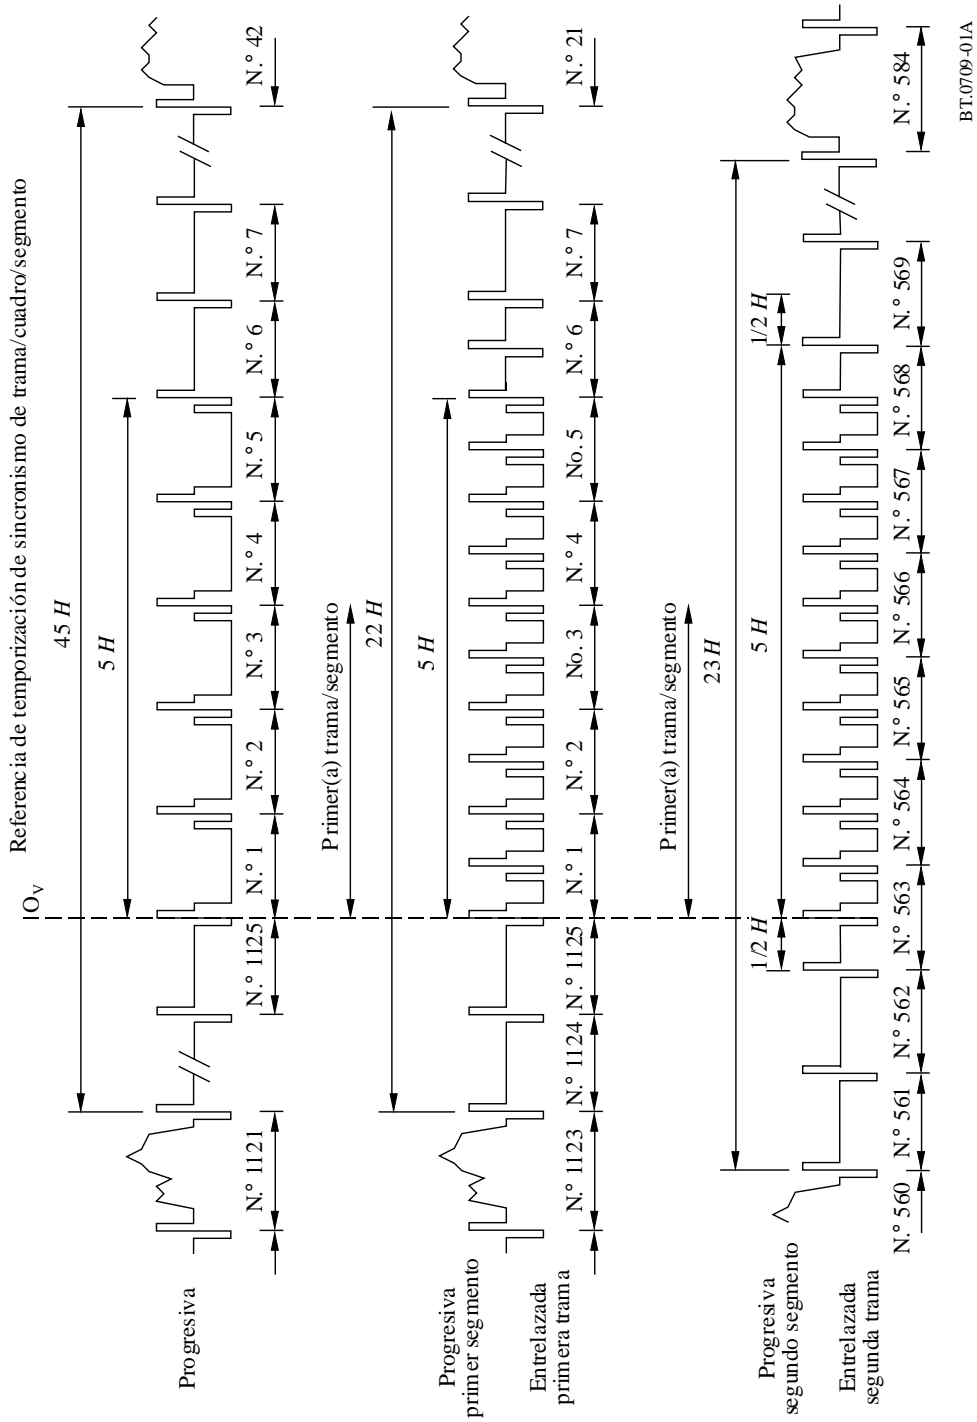 Referencia de temporización de sincronismo de trama/cuadro/segmento
O_V
45 H
5 H
Progresiva
N.° 1121
N.° 1125
N.° 1
N.° 2
N.° 3
N.° 4
N.° 5
N.° 6
N.° 7
N.° 42
Primer(a) trama/segmento
22 H
5 H
Progresiva
primer segmento
Entrelazada
primera trama
N.° 1123
N.° 1124
N.° 1125
N.° 1
N.° 2
No. 3
N.° 4
No. 5
N.° 6
N.° 7
N.° 21
Primer(a) trama/segmento
23 H
1/2 H
5 H
1/2 H
Progresiva
segundo segmento
Entrelazada
segunda trama
N.° 560
N.° 561
N.° 562
N.° 563
N.° 564
N.° 565
N.° 566
N.° 567
N.° 568
N.° 569
N.° 584
BT.0709-01A